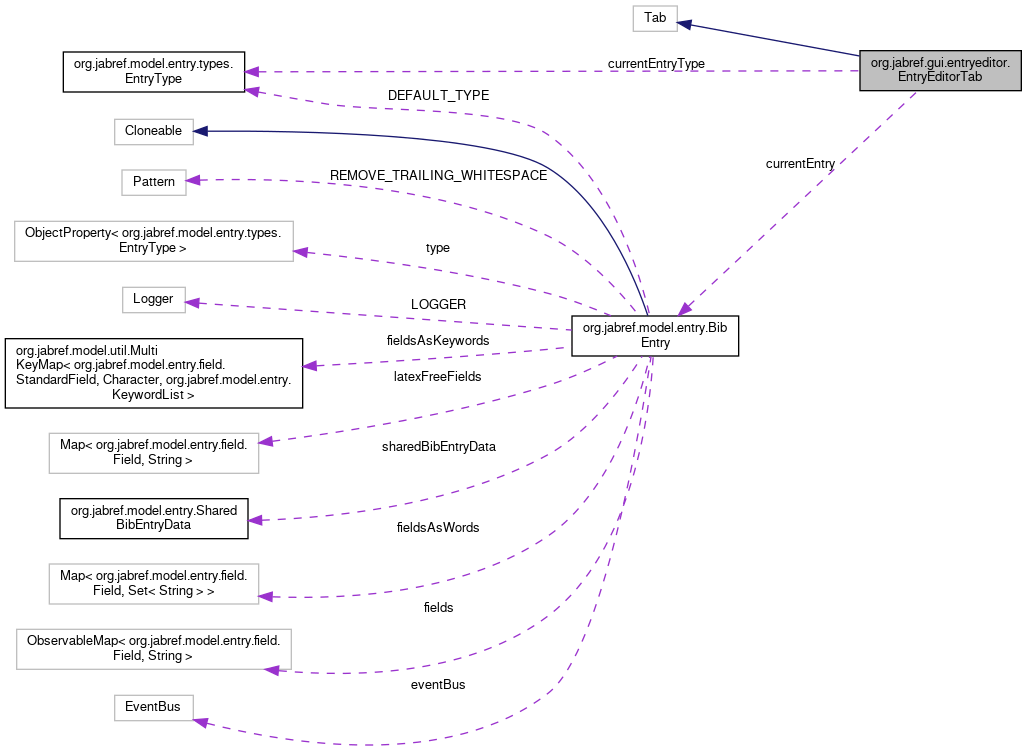 Tab
org.jabref.gui.entryeditor.
EntryEditorTab
org.jabref.model.entry.types.
EntryType
currentEntryType
DEFAULT_TYPE
Cloneable
currentEntry
Pattern
REMOVE_TRAILING_WHITESPACE
ObjectProperty< org.jabref.model.entry.types.
EntryType >
type
Logger
LOGGER
org.jabref.model.entry.Bib
Entry
org.jabref.model.util.Multi
KeyMap< org.jabref.model.entry.field.
StandardField, Character, org.jabref.model.entry.
KeywordList >
fieldsAsKeywords
latexFreeFields
Map< org.jabref.model.entry.field.
Field, String >
sharedBibEntryData
org.jabref.model.entry.Shared
BibEntryData
fieldsAsWords
Map< org.jabref.model.entry.field.
Field, Set< String > >
fields
ObservableMap< org.jabref.model.entry.field.
Field, String >
eventBus
EventBus